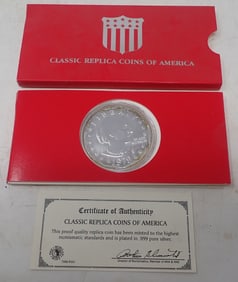 CLASSIC REPLICA COINS OF AMERICA
LIBERTY
Certificate of Authenticity
CLASSIC REPLICA COINS OF AMERICA
This proof quality replica coin has been minted to the highest
numismatic standards and is plated in .999 pure silver.